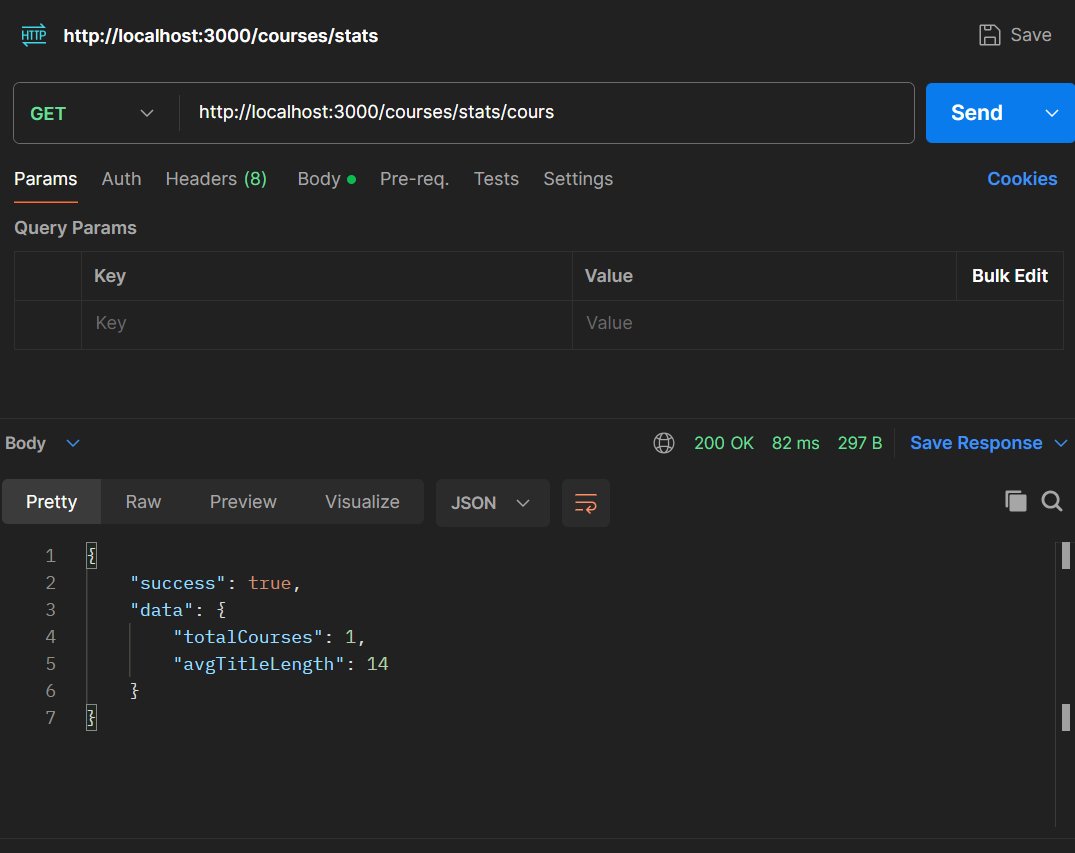 HTTP http://localhost:3000/courses/stats Save
GET http://localhost:3000/courses/stats/cours Send
Params Auth Headers (8) Body Pre-req. Tests Settings Cookies
Query Params
Key Value Bulk Edit
Key Value
Body 200 OK 82 ms 297 B Save Response
Pretty Raw Preview Visualize JSON
1 {
2 "success": true,
3 "data": {
4 "totalCourses": 1,
5 "avgTitleLength": 14
6 }
7 }